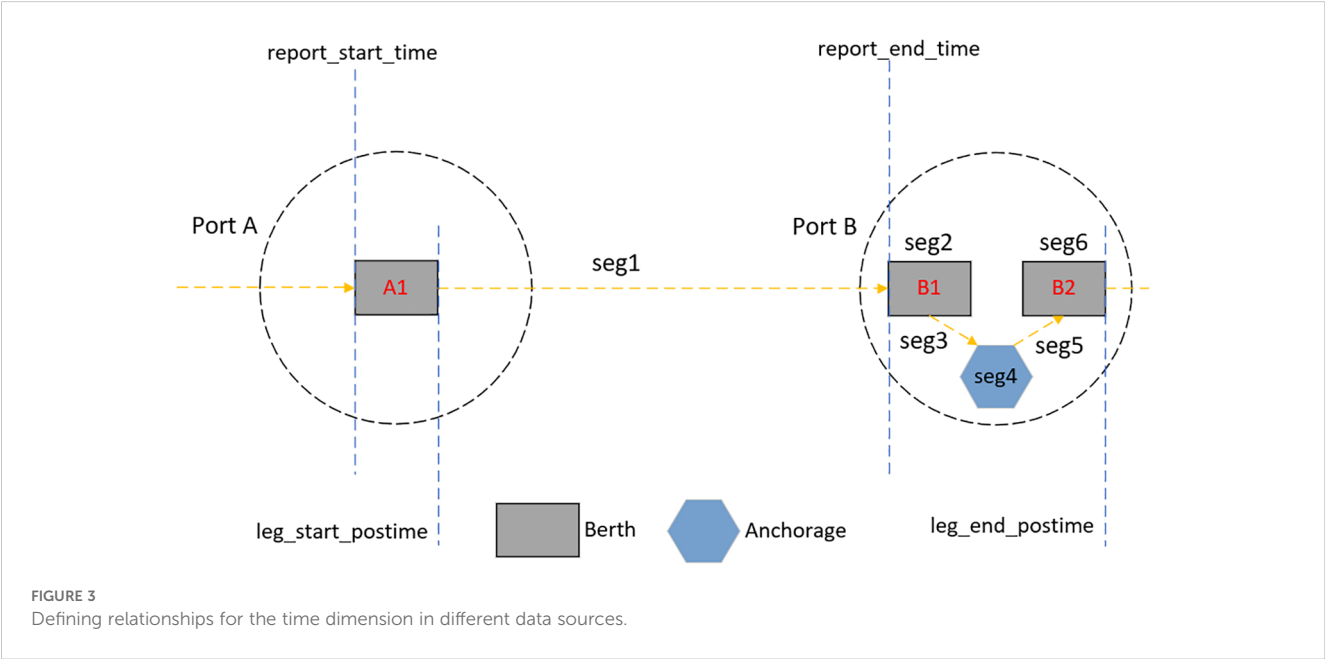 report_start_time
report_end_time
Port A
Port B
seg1
seg2
seg6
A1
B1
B2
seg3
seg5
seg4
leg_start_postime
Berth
Anchorage
leg_end_postime
FIGURE 3
Defining relationships for the time dimension in different data sources.